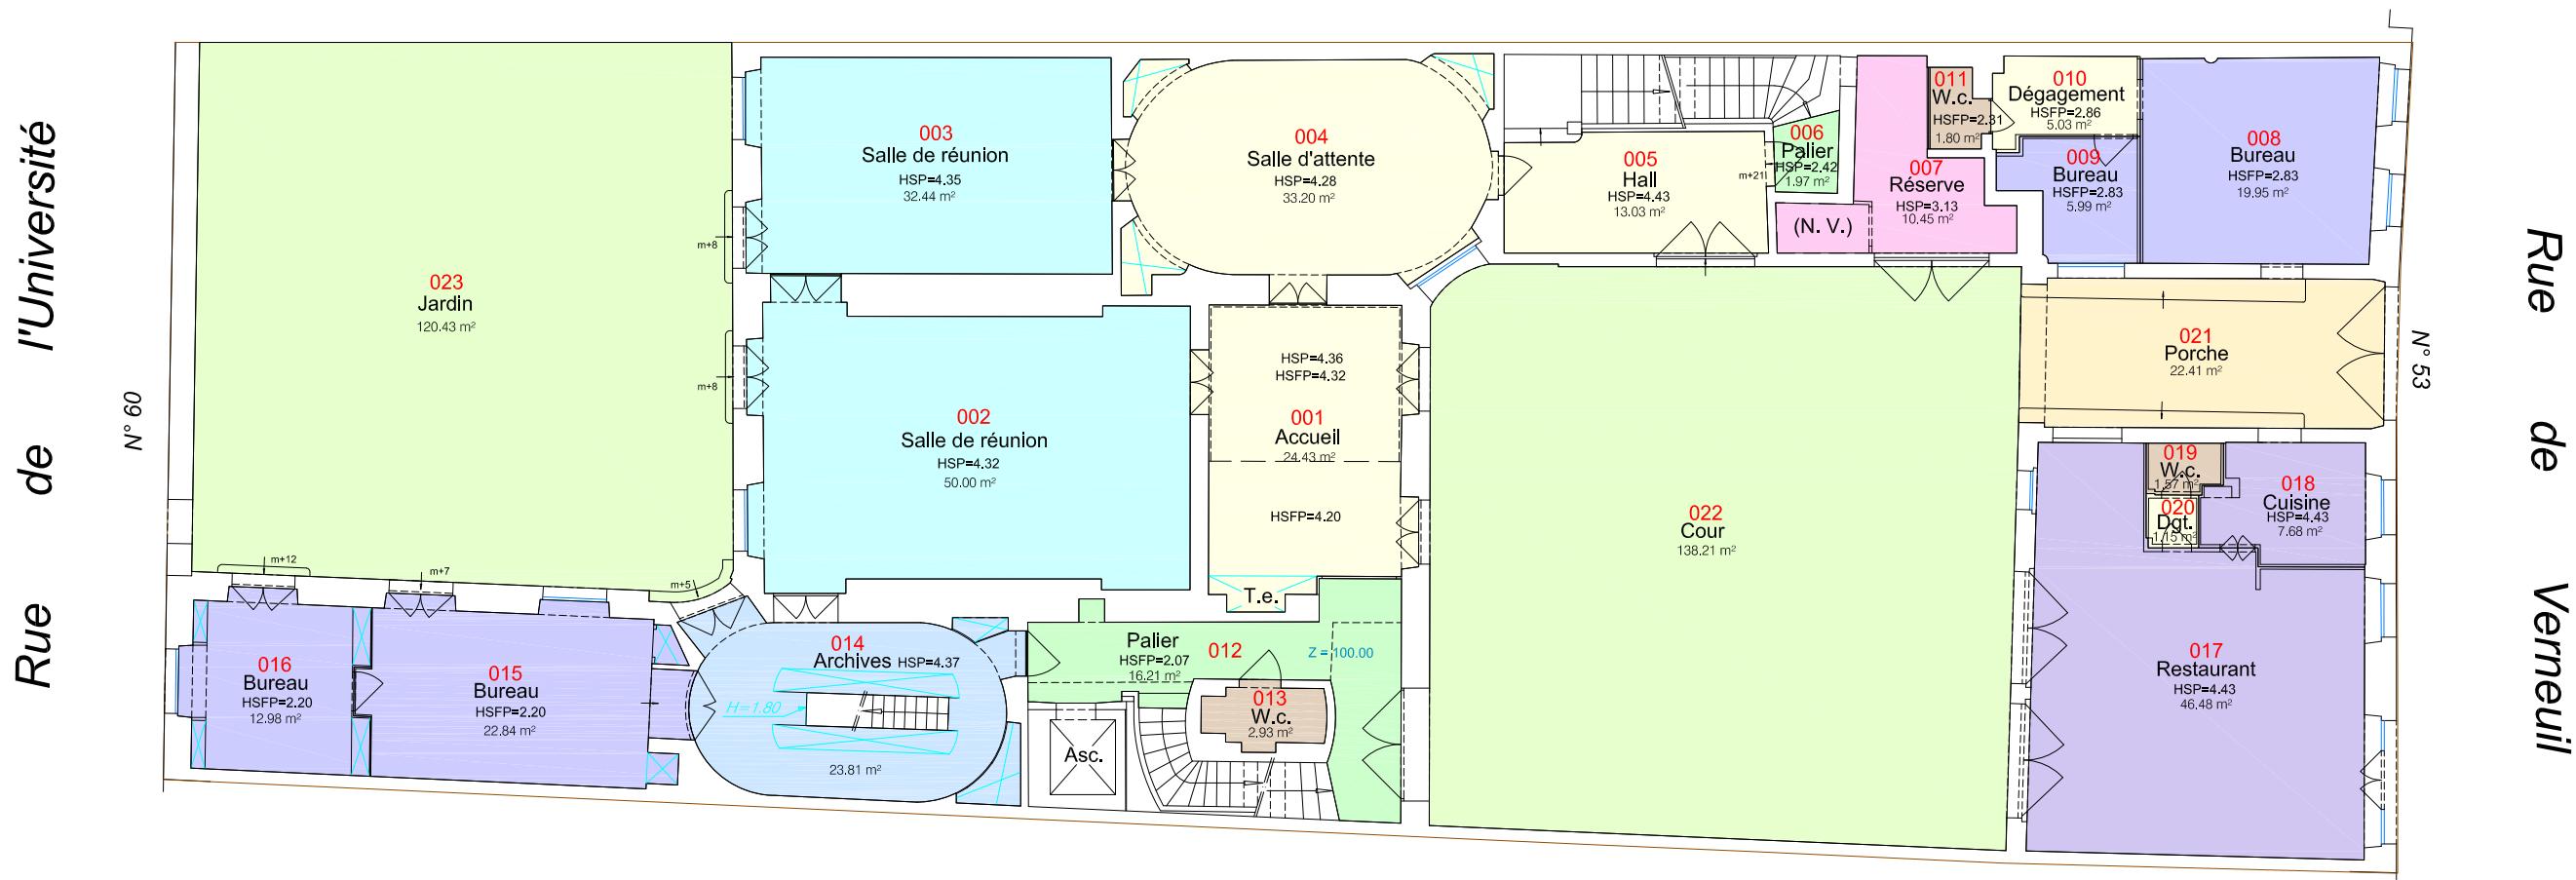 Rue de l'Université
N° 60
023
Jardin
120.43 m²
m+8
m+8
m+12
m+7
m+5
003
Salle de réunion
HSP=4.35
32.44 m²
002
Salle de réunion
HSP=4.32
50.00 m²
004
Salle d'attente
HSP=4.28
33.20 m²
HSP=4.36
HSFP=4.32
001
Accueil
24.43 m²
HSFP=4.20
T.e.
005
Hall
HSP=4.43
13.03 m²
m+21
006
Palier
HSP=2.42
1.97 m²
007
Réserve
HSP=3.13
10.45 m²
(N. V.)
011
W.c.
HSFP=2.31
1.80 m²
010
Dégagement
HSFP=2.86
5.03 m²
009
Bureau
HSFP=2.83
5.99 m²
008
Bureau
HSFP=2.83
19.95 m²
021
Porche
22.41 m²
022
Cour
138.21 m²
019
W.c.
1.57 m²
020
Dgt.
1.15 m²
018
Cuisine
HSP=4.43
7.68 m²
017
Restaurant
HSP=4.43
46.48 m²
016
Bureau
HSFP=2.20
12.98 m²
015
Bureau
HSFP=2.20
22.84 m²
014
Archives HSP=4.37
H=1.80
23.81 m²
Palier
HSFP=2.07
16.21 m²
012
Z = 100.00
013
W.c.
2.93 m²
Asc.
N° 53
Rue de Verneuil